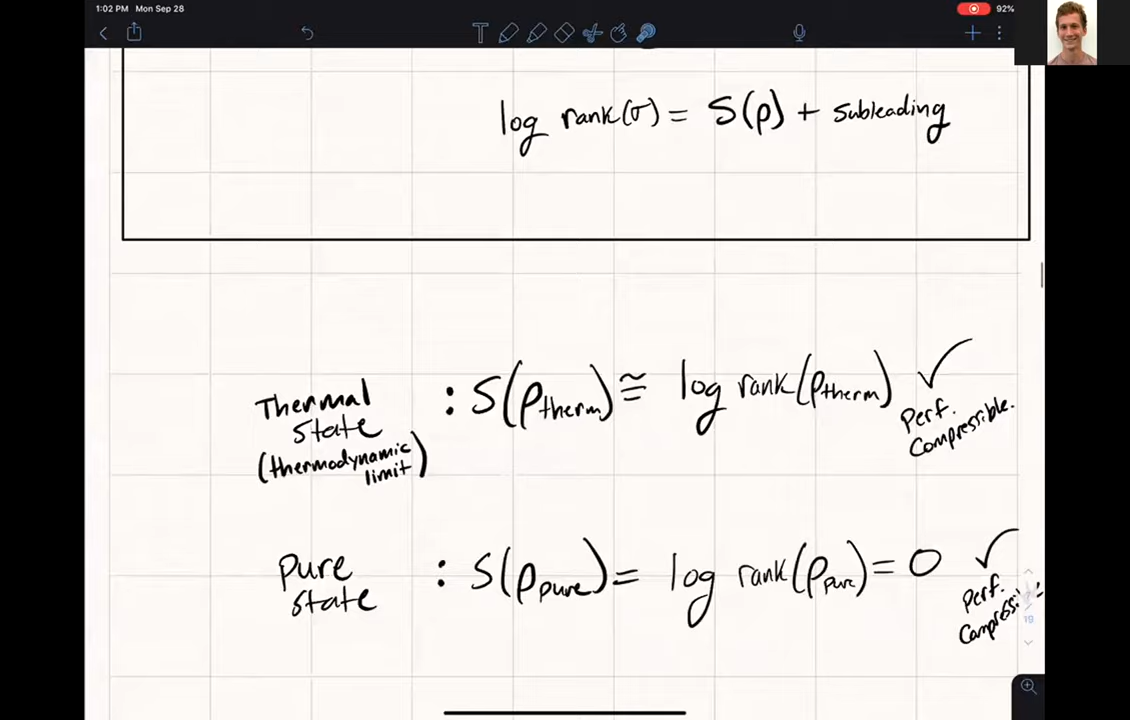 1:02 PM Mon Sep 28
92%
log rank(σ) = S(ρ) + subleading
Thermal State (thermodynamic limit) : S(ρtherm) ≅ log rank(ρtherm) ✓ Perf. Compressible.
Pure state : S(ρpure) = log rank(ρpure) = 0 ✓ Perf.
19